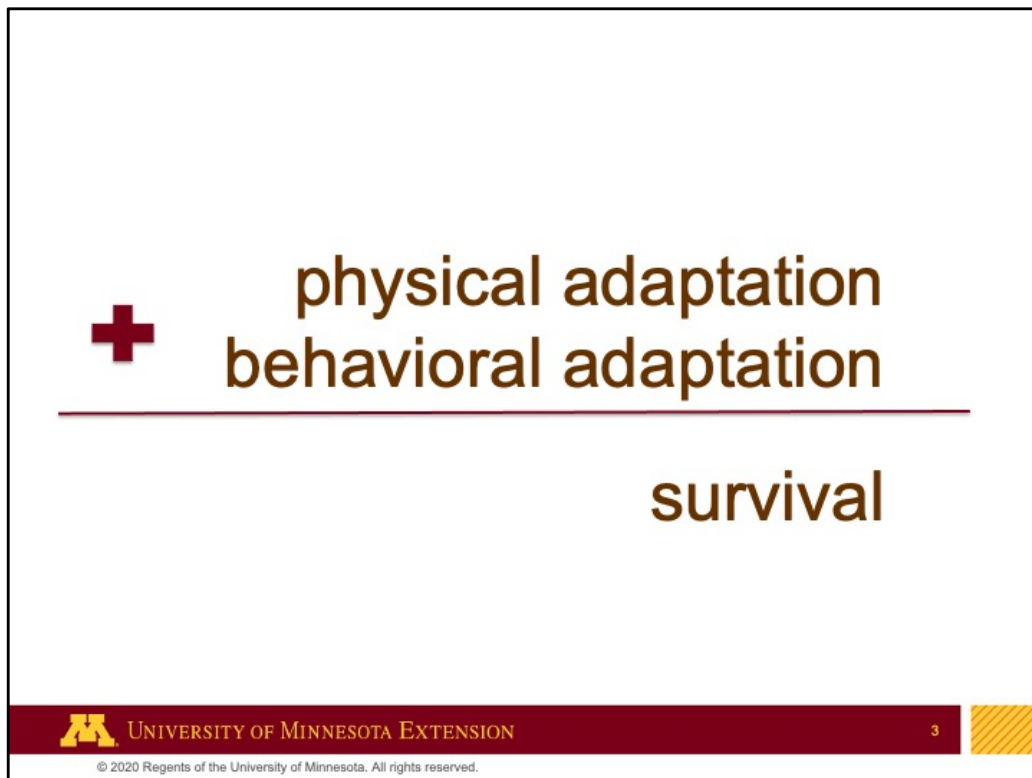 physical adaptation
+ behavioral adaptation
survival
M UNIVERSITY OF MINNESOTA EXTENSION 3
© 2020 Regents of the University of Minnesota. All rights reserved.